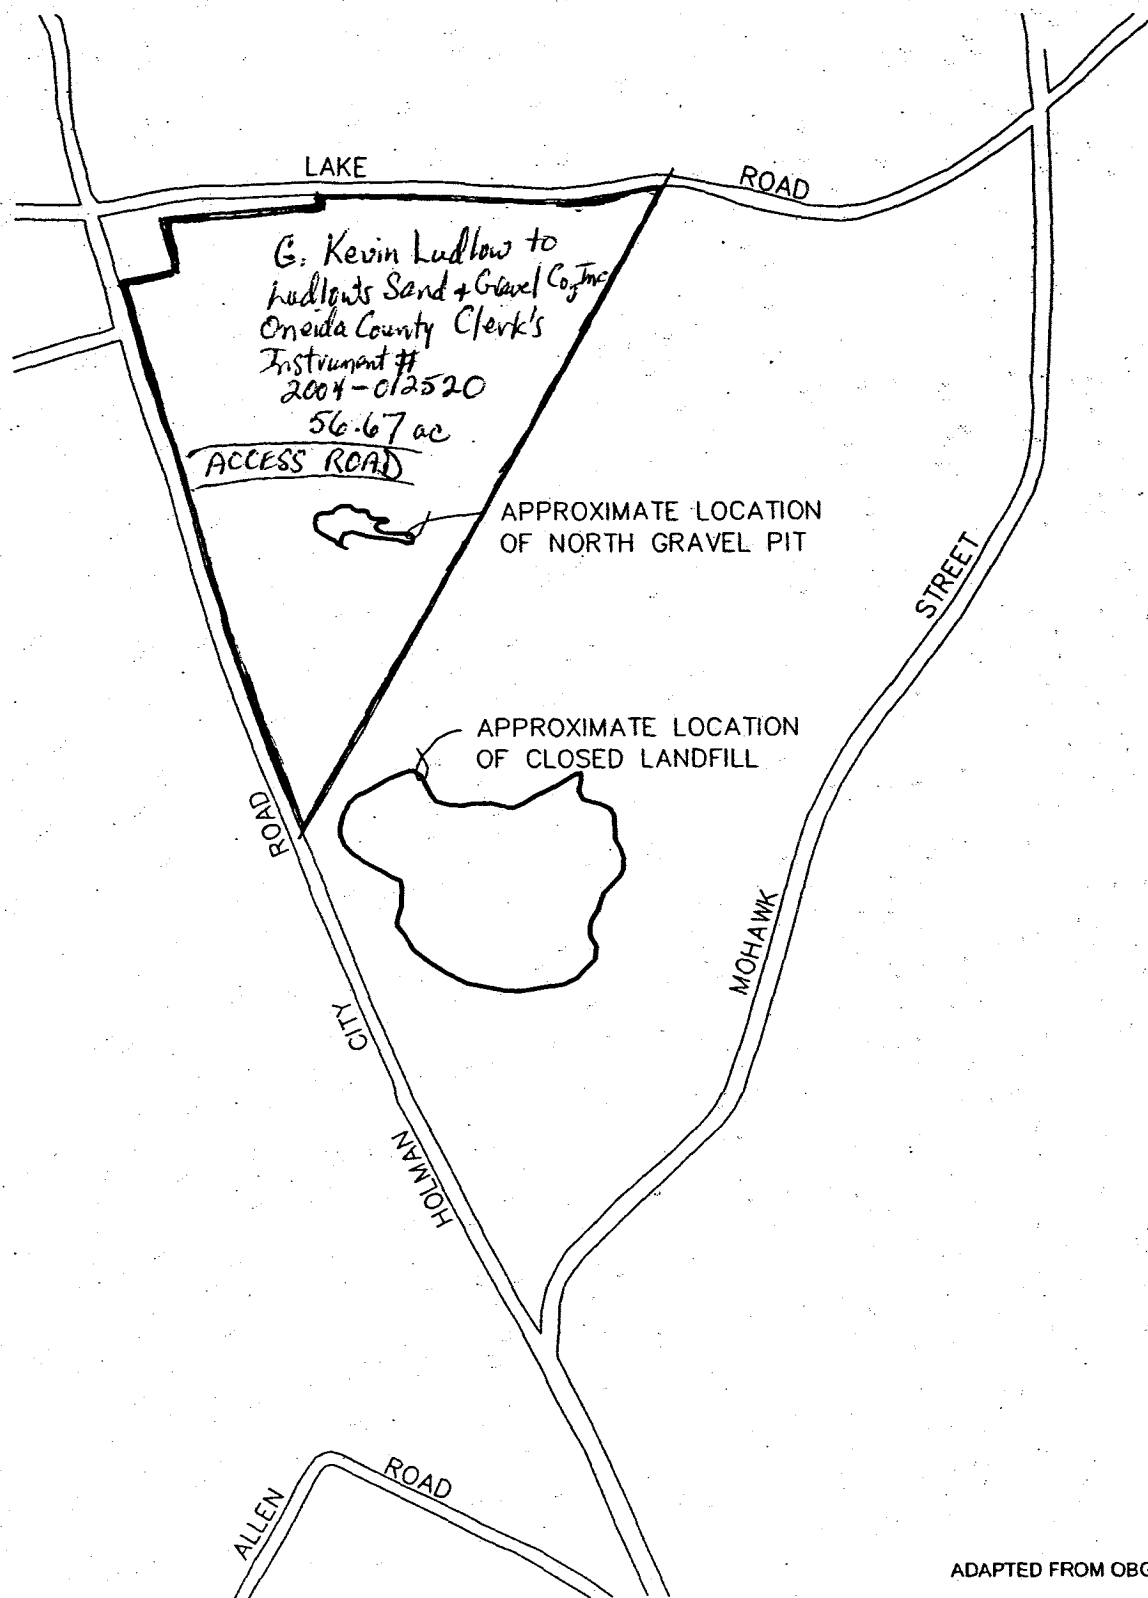 LAKE
ROAD
G. Kevin Ludlow to
Ludlow's Sand + Gravel Co., Inc
Oneida County Clerk's
Instrument #
2004-012520
56.67 ac
ACCESS ROAD
APPROXIMATE LOCATION
OF NORTH GRAVEL PIT
STREET
APPROXIMATE LOCATION
OF CLOSED LANDFILL
ROAD
MOHAWK
CITY
HOLMAN
ROAD
ALLEN
ADAPTED FROM OBG